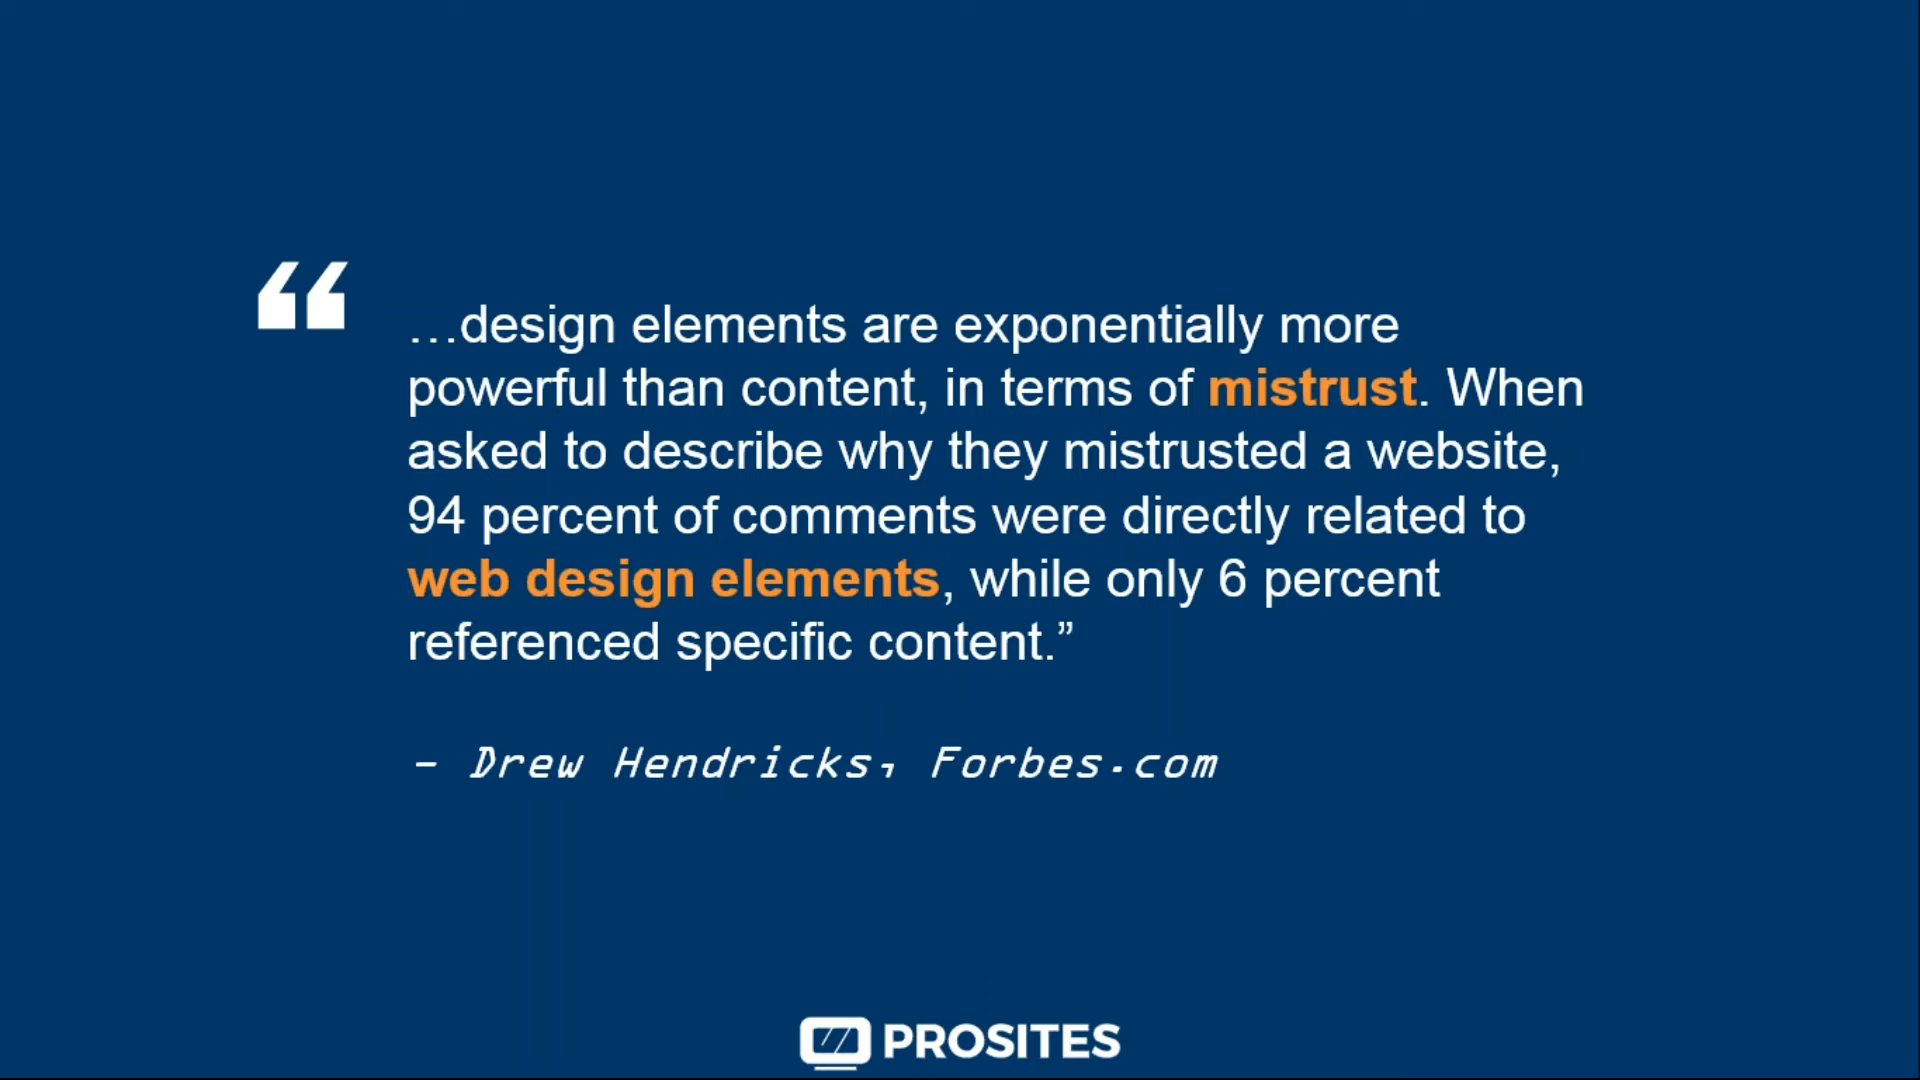 “
…design elements are exponentially more
powerful than content, in terms of mistrust. When
asked to describe why they mistrusted a website,
94 percent of comments were directly related to
web design elements, while only 6 percent
referenced specific content.”
– Drew Hendricks, Forbes.com
PROSITES